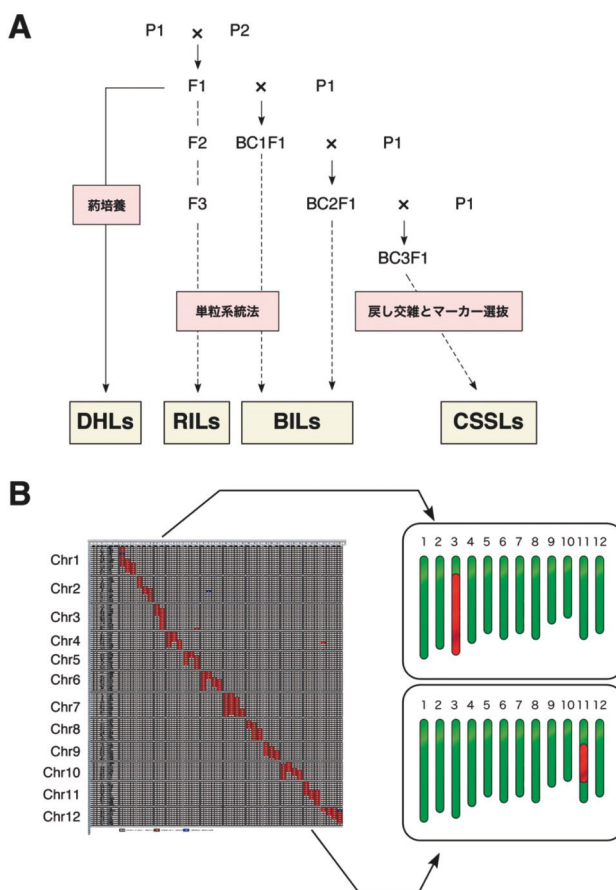 A
P1 × P2
F1 × P1
F2 BC1F1 × P1
葯培養
F3 BC2F1 × P1
BC3F1
単粒系統法 戻し交雑とマーカー選抜
DHLs RILs BILs CSSLs
B
1 2 3 4 5 6 7 8 9 10 11 12
Chr1
Chr2
Chr3
Chr4
Chr5
Chr6
Chr7
Chr8
Chr9
Chr10
Chr11
Chr12
1 2 3 4 5 6 7 8 9 10 11 12